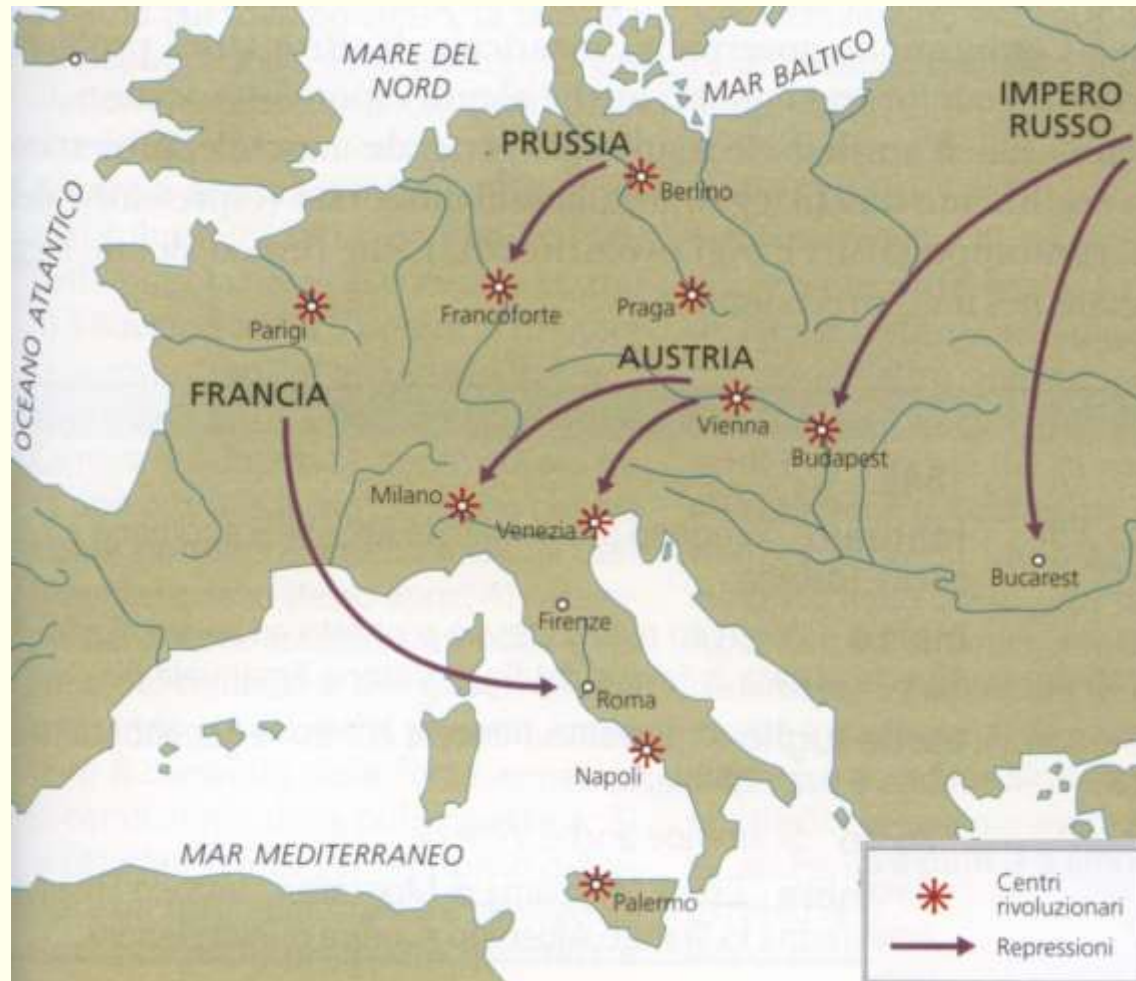 MARE DEL
NORD
MAR BALTICO
IMPERO
RUSSO
PRUSSIA
Berlino
OCEANO ATLANTICO
Parigi
Francoforte
Praga
AUSTRIA
FRANCIA
Vienna
Budapest
Milano
Venezia
Bucarest
Firenze
Roma
Napoli
MAR MEDITERRANEO
Palermo
Centri
rivoluzionari
Repressioni